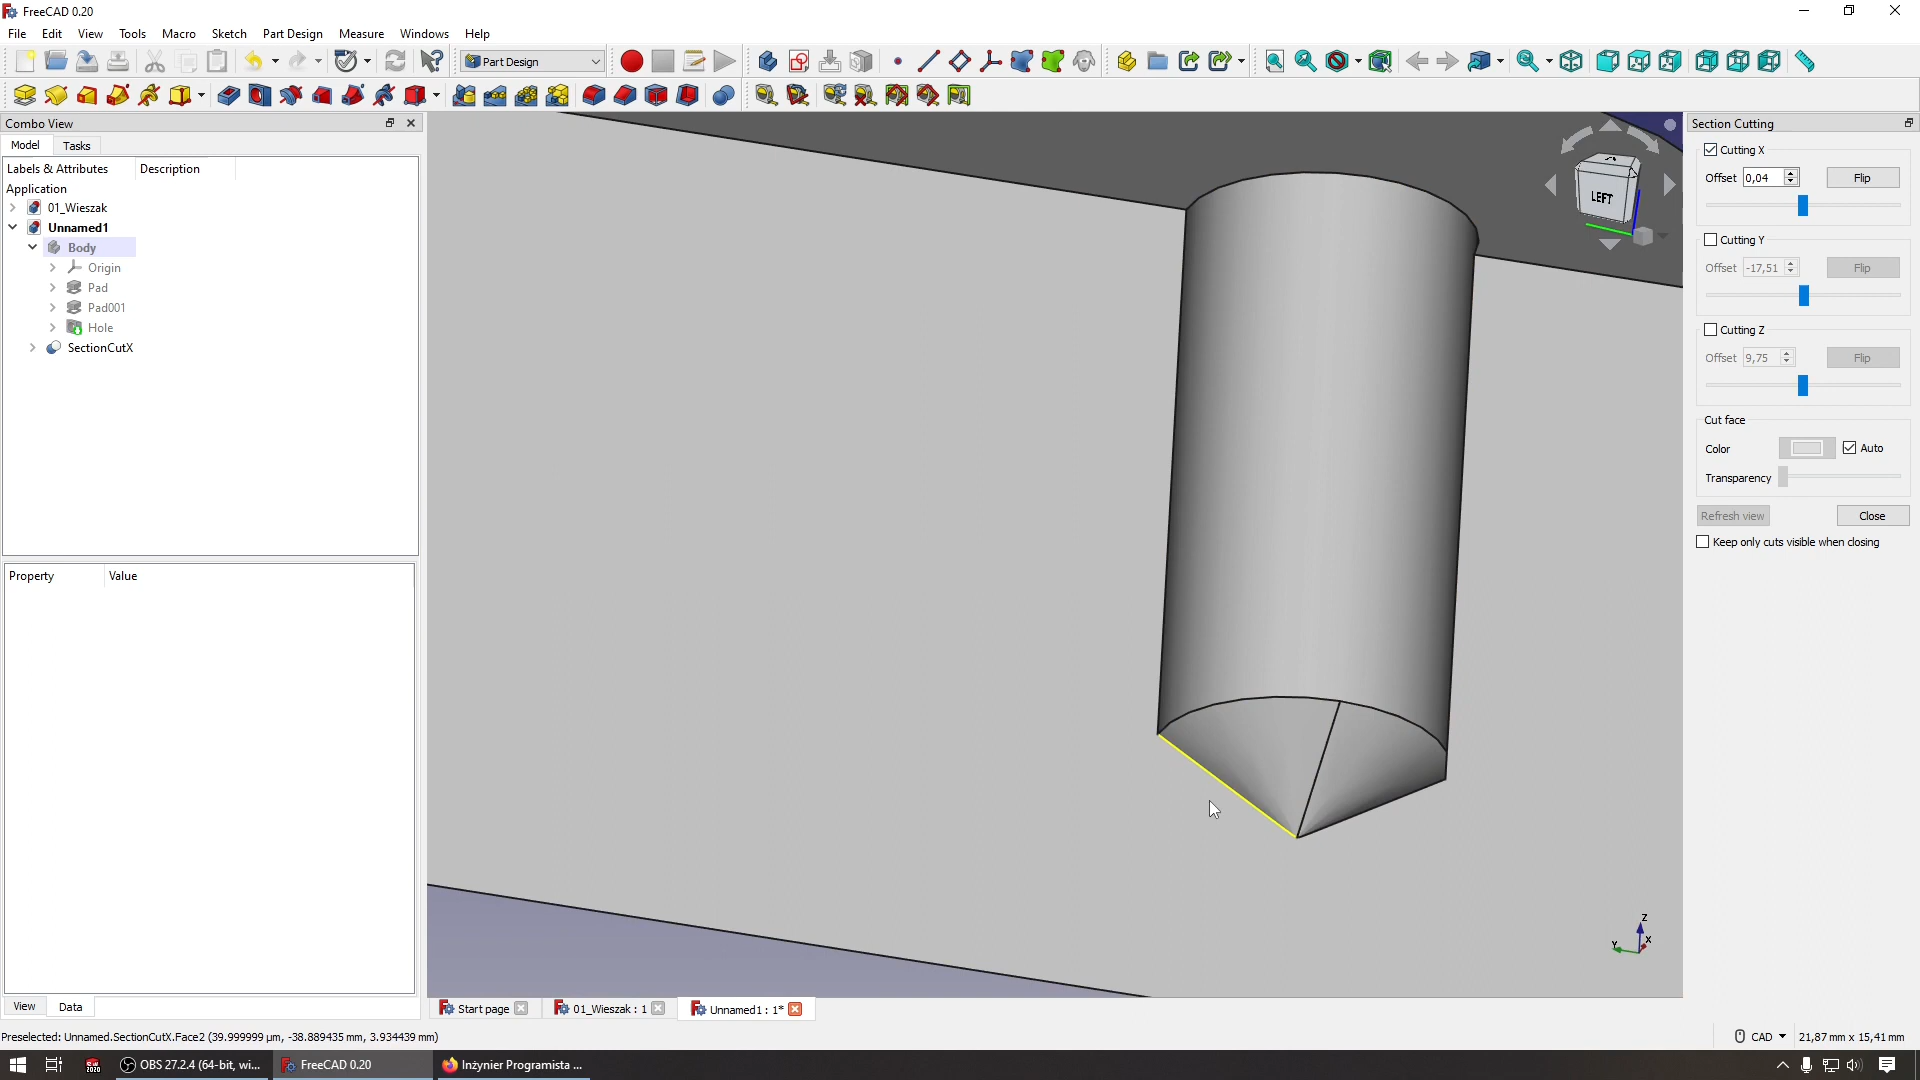 FreeCAD 0.20
File Edit View Tools Macro Sketch Part Design Measure Windows Help
Part Design
Combo View
Model Tasks
Labels & Attributes Description
Application
01_Wieszak
Unnamed1
Body
Origin
Pad
Pad001
Hole
SectionCutX
Property Value
View Data
LEFT
Z
X
Y
Section Cutting
Cutting X
Offset 0,04 Flip
Cutting Y
Offset -17,51 Flip
Cutting Z
Offset 9,75 Flip
Cut face
Color Auto
Transparency
Refresh view Close
Keep only cuts visible when closing
Start page 01_Wieszak : 1 Unnamed1 : 1*
Preselected: Unnamed.SectionCutX.Face2 (39.999999 µm, -38.889435 mm, 3.934439 mm)
CAD 21,87 mm x 15,41 mm
OBS 27.2.4 (64-bit, wi... FreeCAD 0.20 Inżynier Programista ...